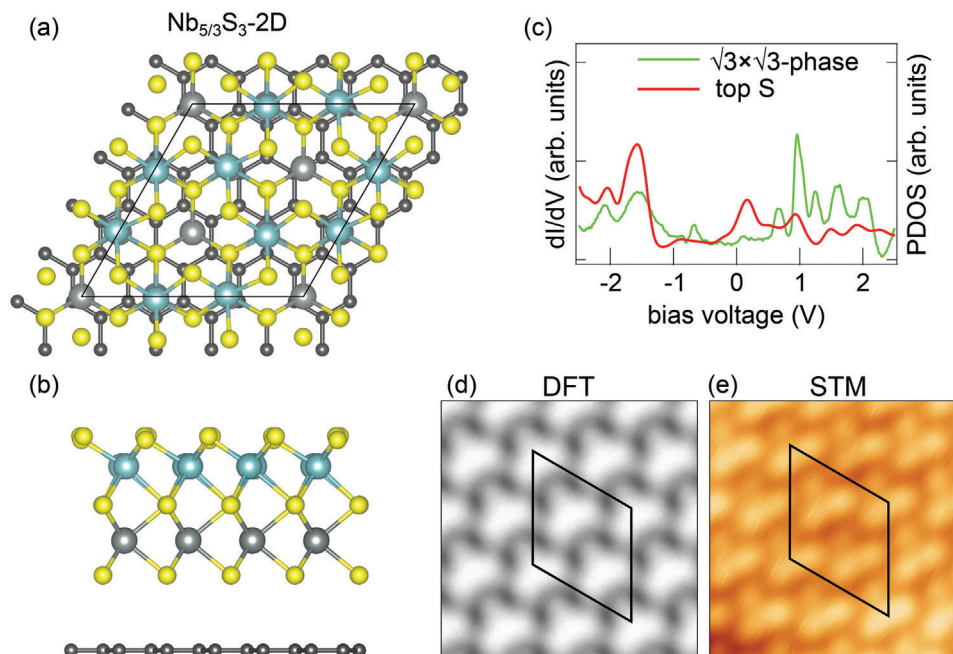 (a)
Nb5/3S3-2D
(b)
(c)
√3×√3-phase
top S
dI/dV (arb. units)
PDOS (arb. units)
-2 -1 0 1 2
bias voltage (V)
(d)
DFT
(e)
STM